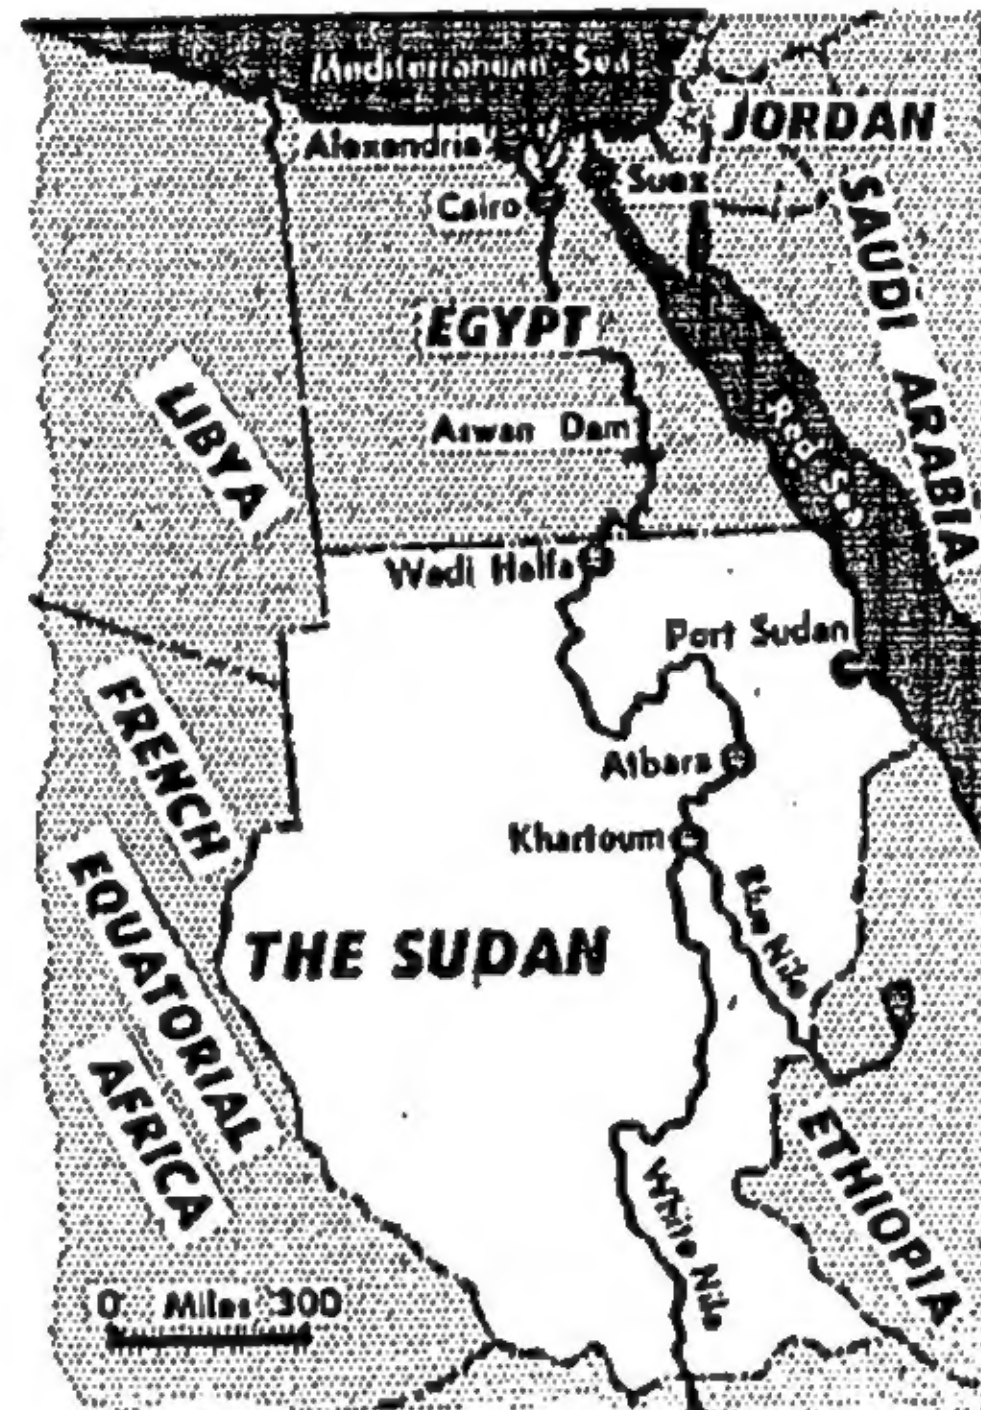 Mediterranean Sea
JORDAN
Alexandria
Suez
Cairo
SAUDI ARABIA
EGYPT
LIBYA
Aswan Dam
Red Sea
Wadi Halfa
Port Sudan
FRENCH
EQUATORIAL
AFRICA
Atbara
Khartoum
Blue Nile
THE SUDAN
ETHIOPIA
White Nile
0 Miles 300